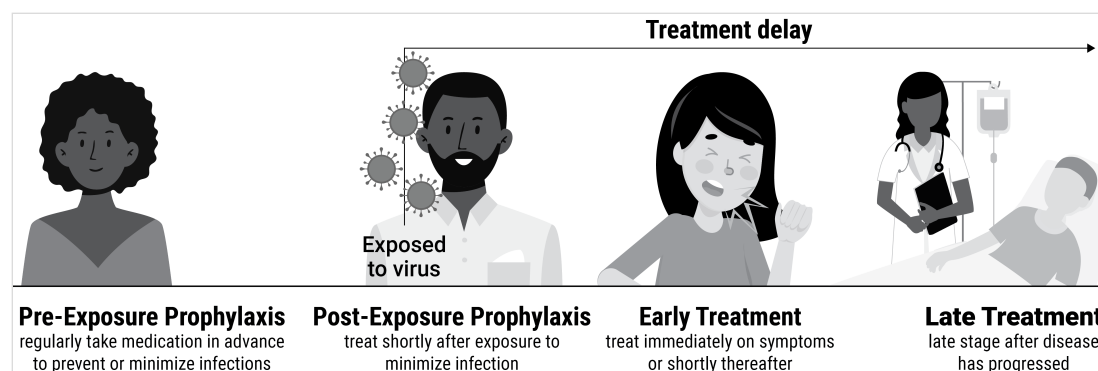 Treatment delay
Exposed
to virus
Pre-Exposure Prophylaxis
regularly take medication in advance
to prevent or minimize infections
Post-Exposure Prophylaxis
treat shortly after exposure to
minimize infection
Early Treatment
treat immediately on symptoms
or shortly thereafter
Late Treatment
late stage after disease
has progressed